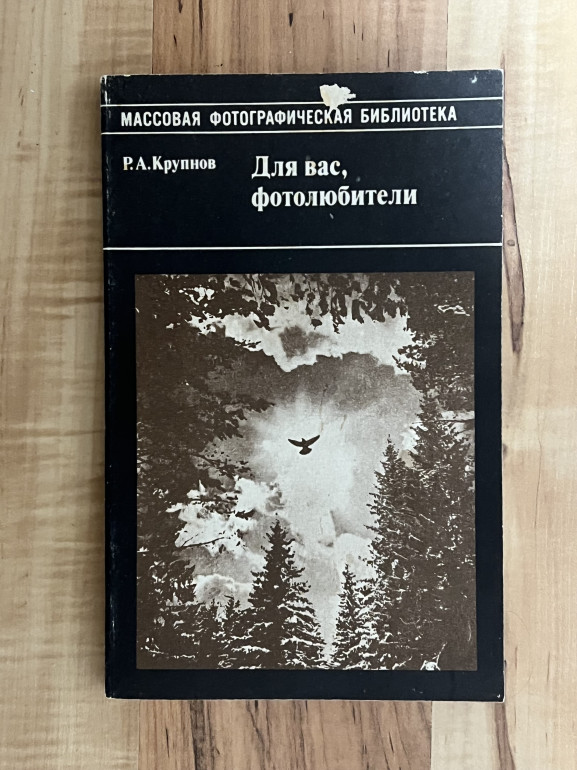 МАССОВАЯ ФОТОГРАФИЧЕСКАЯ БИБЛИОТЕКА
Р.А.Крупнов
Для вас,
фотолюбители